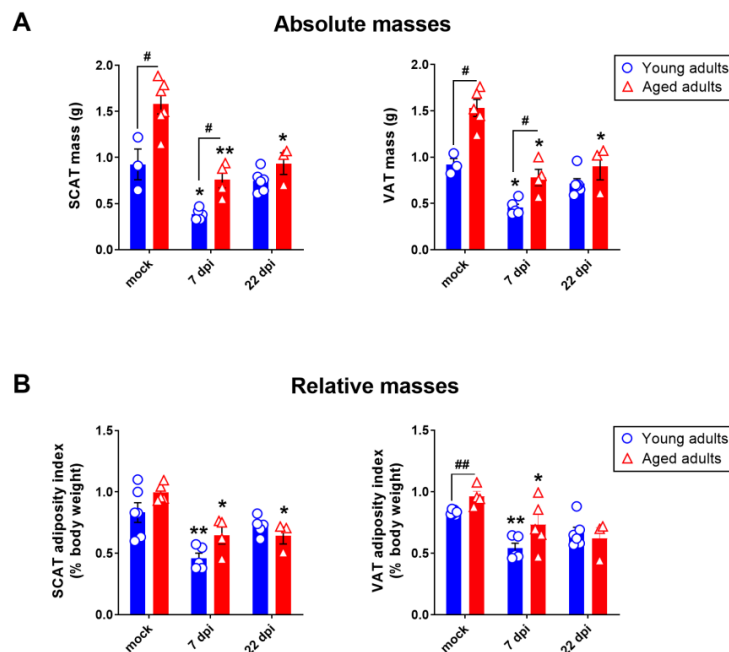 A
Absolute masses
SCAT mass (g)
2.0
1.5
1.0
0.5
0.0
#
#
*
**
*
mock
7 dpi
22 dpi
VAT mass (g)
2.0
1.5
1.0
0.5
0.0
#
#
*
*
*
mock
7 dpi
22 dpi
Young adults
Aged adults
B
Relative masses
SCAT adiposity index
(% body weight)
1.5
1.0
0.5
0.0
**
*
*
mock
7 dpi
22 dpi
VAT adiposity index
(% body weight)
1.5
1.0
0.5
0.0
##
**
*
mock
7 dpi
22 dpi
Young adults
Aged adults